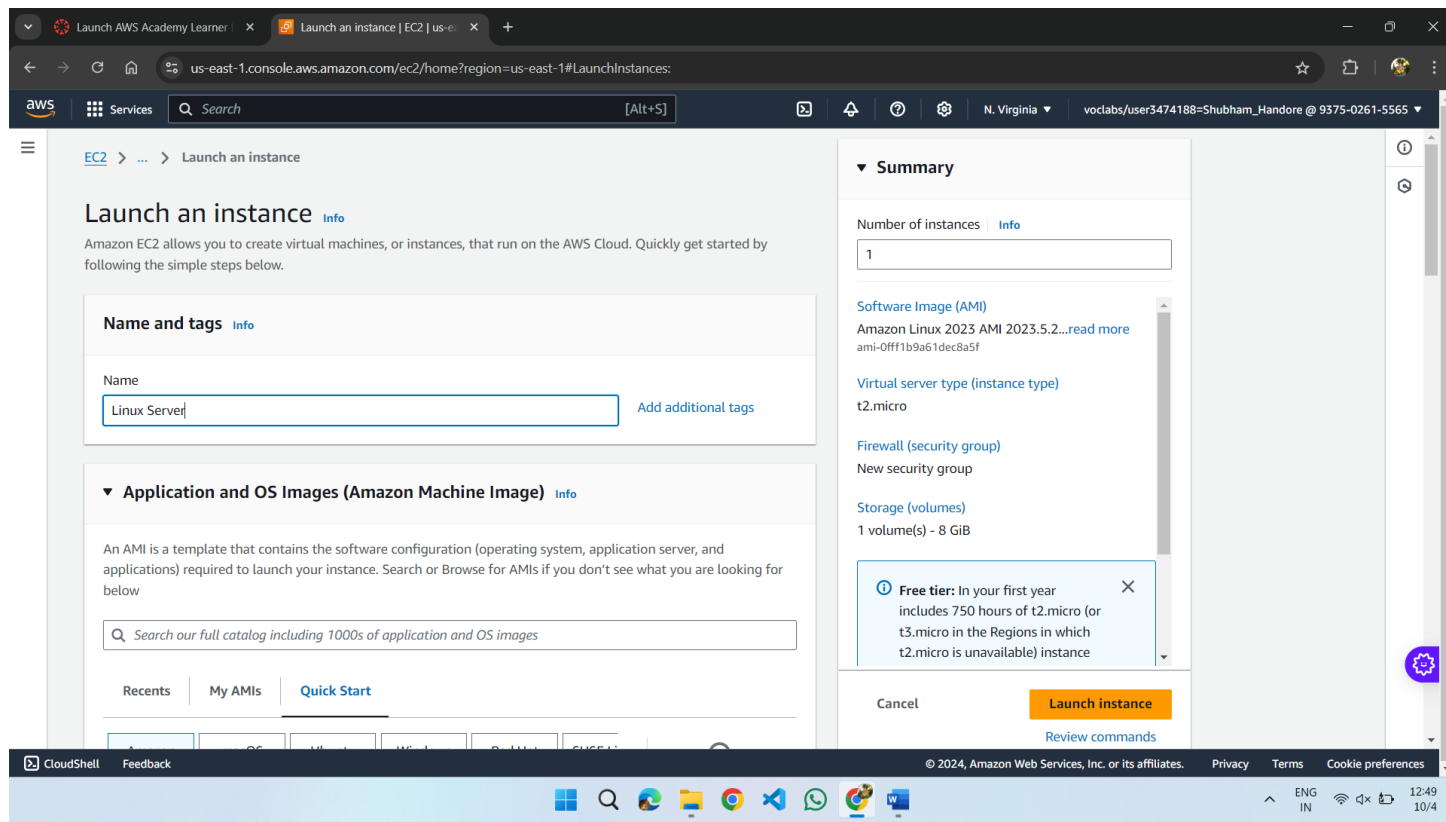 Launch AWS Academy Learner
Launch an instance | EC2 | us-ea
us-east-1.console.aws.amazon.com/ec2/home?region=us-east-1#LaunchInstances:
aws
Services
Search
[Alt+S]
N. Virginia
voclabs/user3474188=Shubham_Handore @ 9375-0261-5565
EC2 > ... > Launch an instance
Launch an instance Info
Amazon EC2 allows you to create virtual machines, or instances, that run on the AWS Cloud. Quickly get started by
following the simple steps below.
Name and tags Info
Name
Linux Server
Add additional tags
Application and OS Images (Amazon Machine Image) Info
An AMI is a template that contains the software configuration (operating system, application server, and
applications) required to launch your instance. Search or Browse for AMIs if you don't see what you are looking for
below
Search our full catalog including 1000s of application and OS images
Recents
My AMIs
Quick Start
Summary
Number of instances Info
1
Software Image (AMI)
Amazon Linux 2023 AMI 2023.5.2...read more
ami-0fff1b9a61dec8a5f
Virtual server type (instance type)
t2.micro
Firewall (security group)
New security group
Storage (volumes)
1 volume(s) - 8 GiB
Free tier: In your first year
includes 750 hours of t2.micro (or
t3.micro in the Regions in which
t2.micro is unavailable) instance
Cancel
Launch instance
Review commands
CloudShell
Feedback
© 2024, Amazon Web Services, Inc. or its affiliates.
Privacy
Terms
Cookie preferences
ENG
IN
12:49
10/4